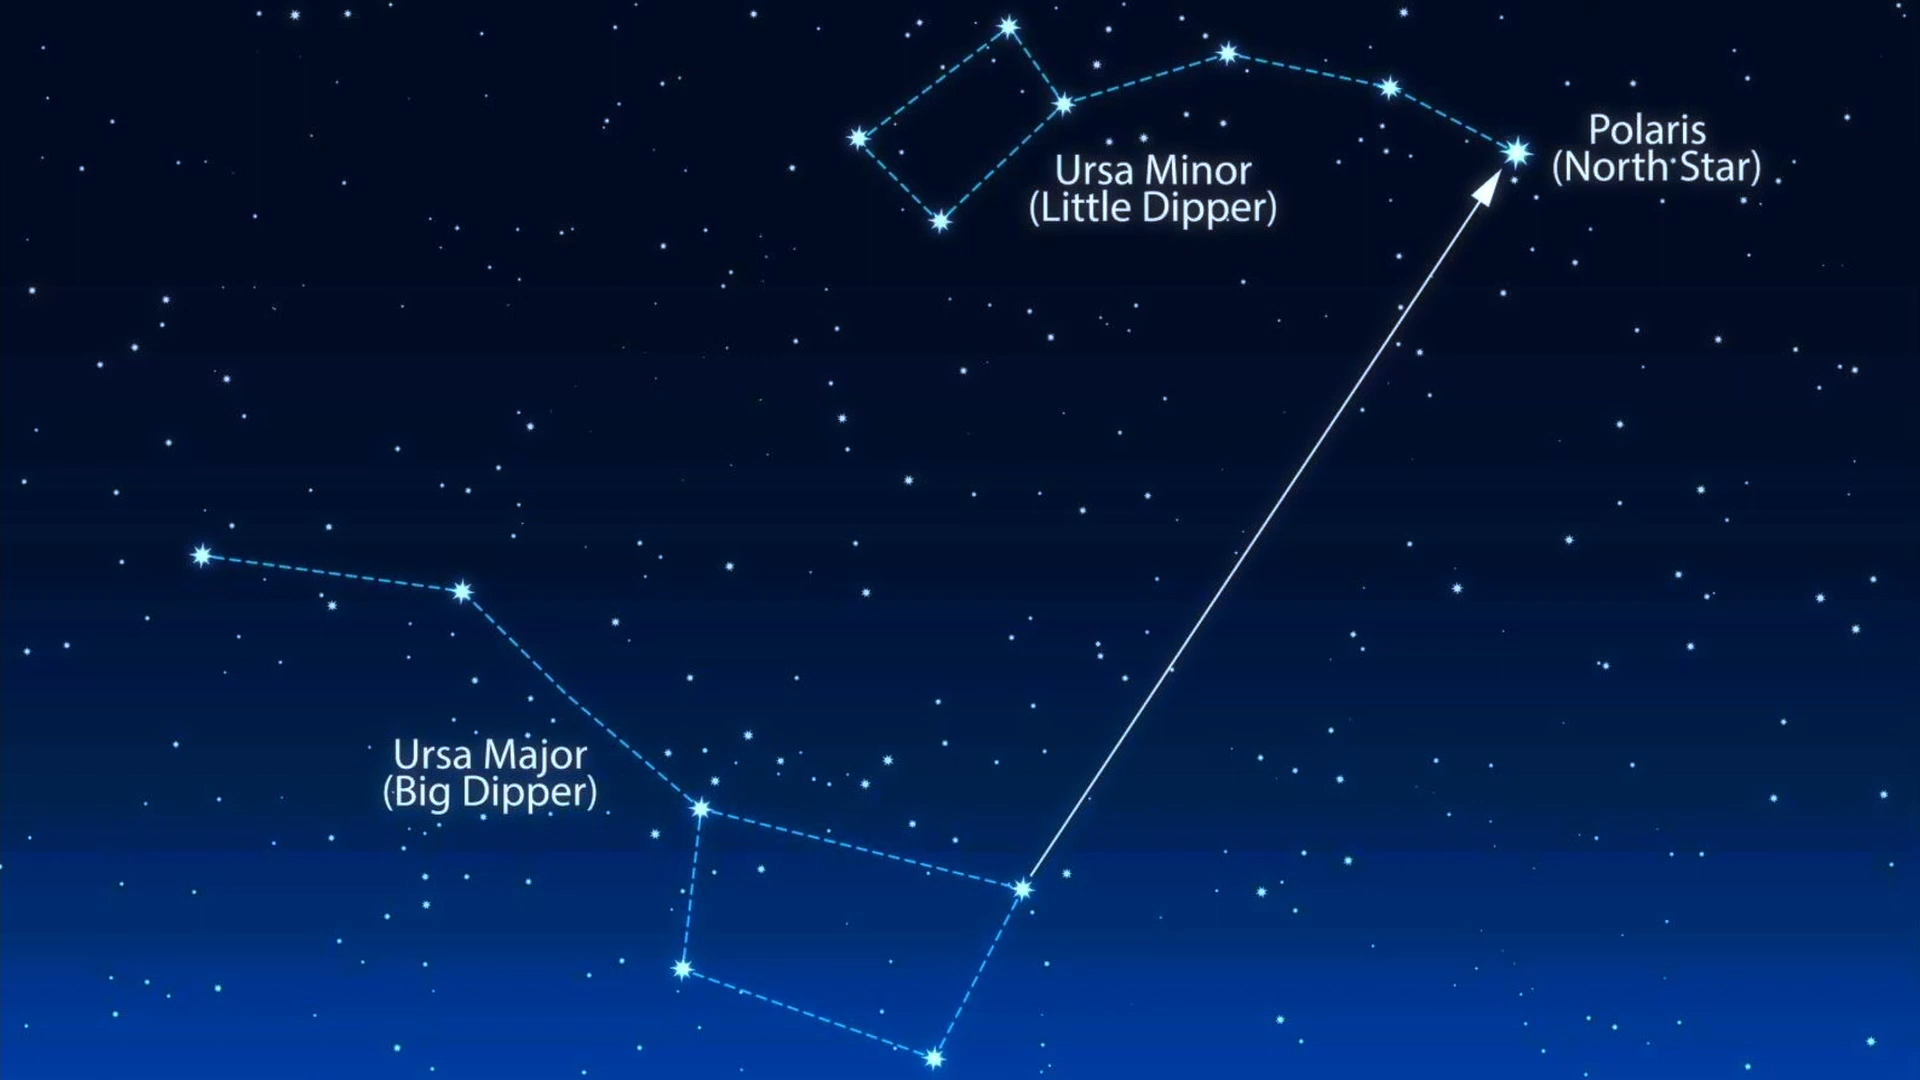 Polaris
(North Star)
Ursa Minor
(Little Dipper)
Ursa Major
(Big Dipper)